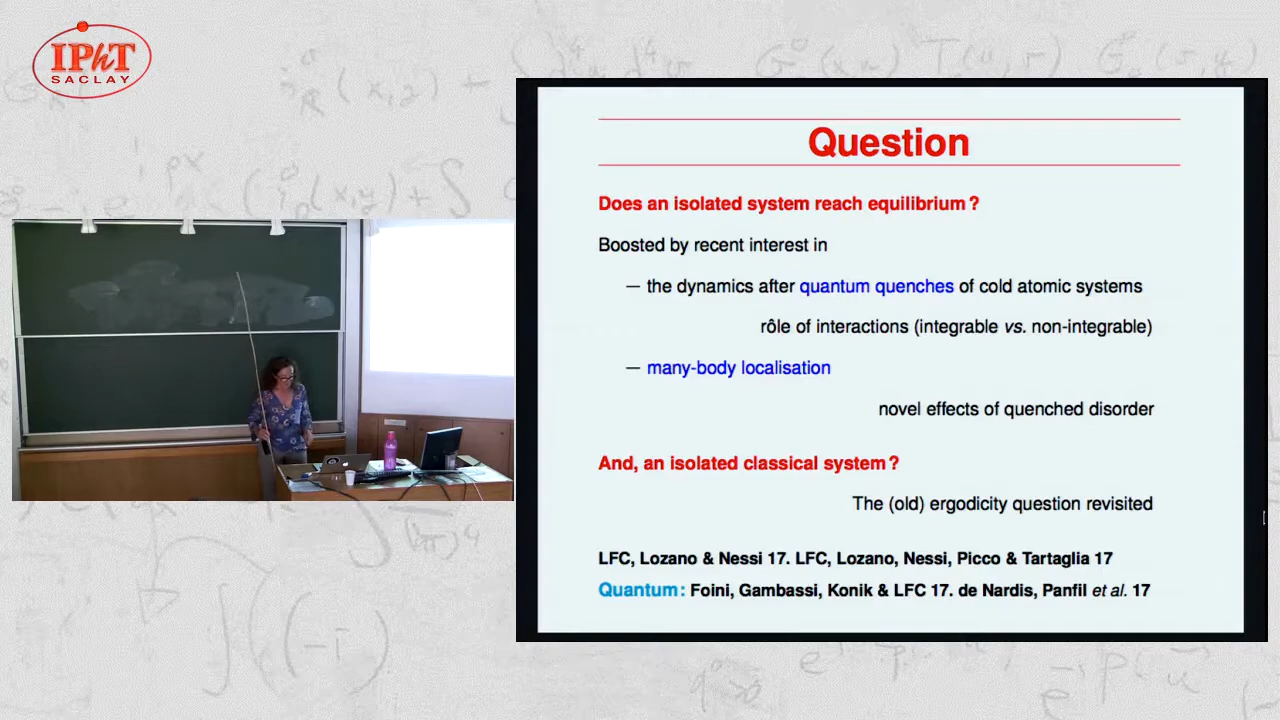 IPhT
SACLAY
Question
Does an isolated system reach equilibrium ?
Boosted by recent interest in
— the dynamics after quantum quenches of cold atomic systems
rôle of interactions (integrable vs. non-integrable)
— many-body localisation
novel effects of quenched disorder
And, an isolated classical system ?
The (old) ergodicity question revisited
LFC, Lozano & Nessi 17. LFC, Lozano, Nessi, Picco & Tartaglia 17
Quantum : Foini, Gambassi, Konik & LFC 17. de Nardis, Panfil et al. 17